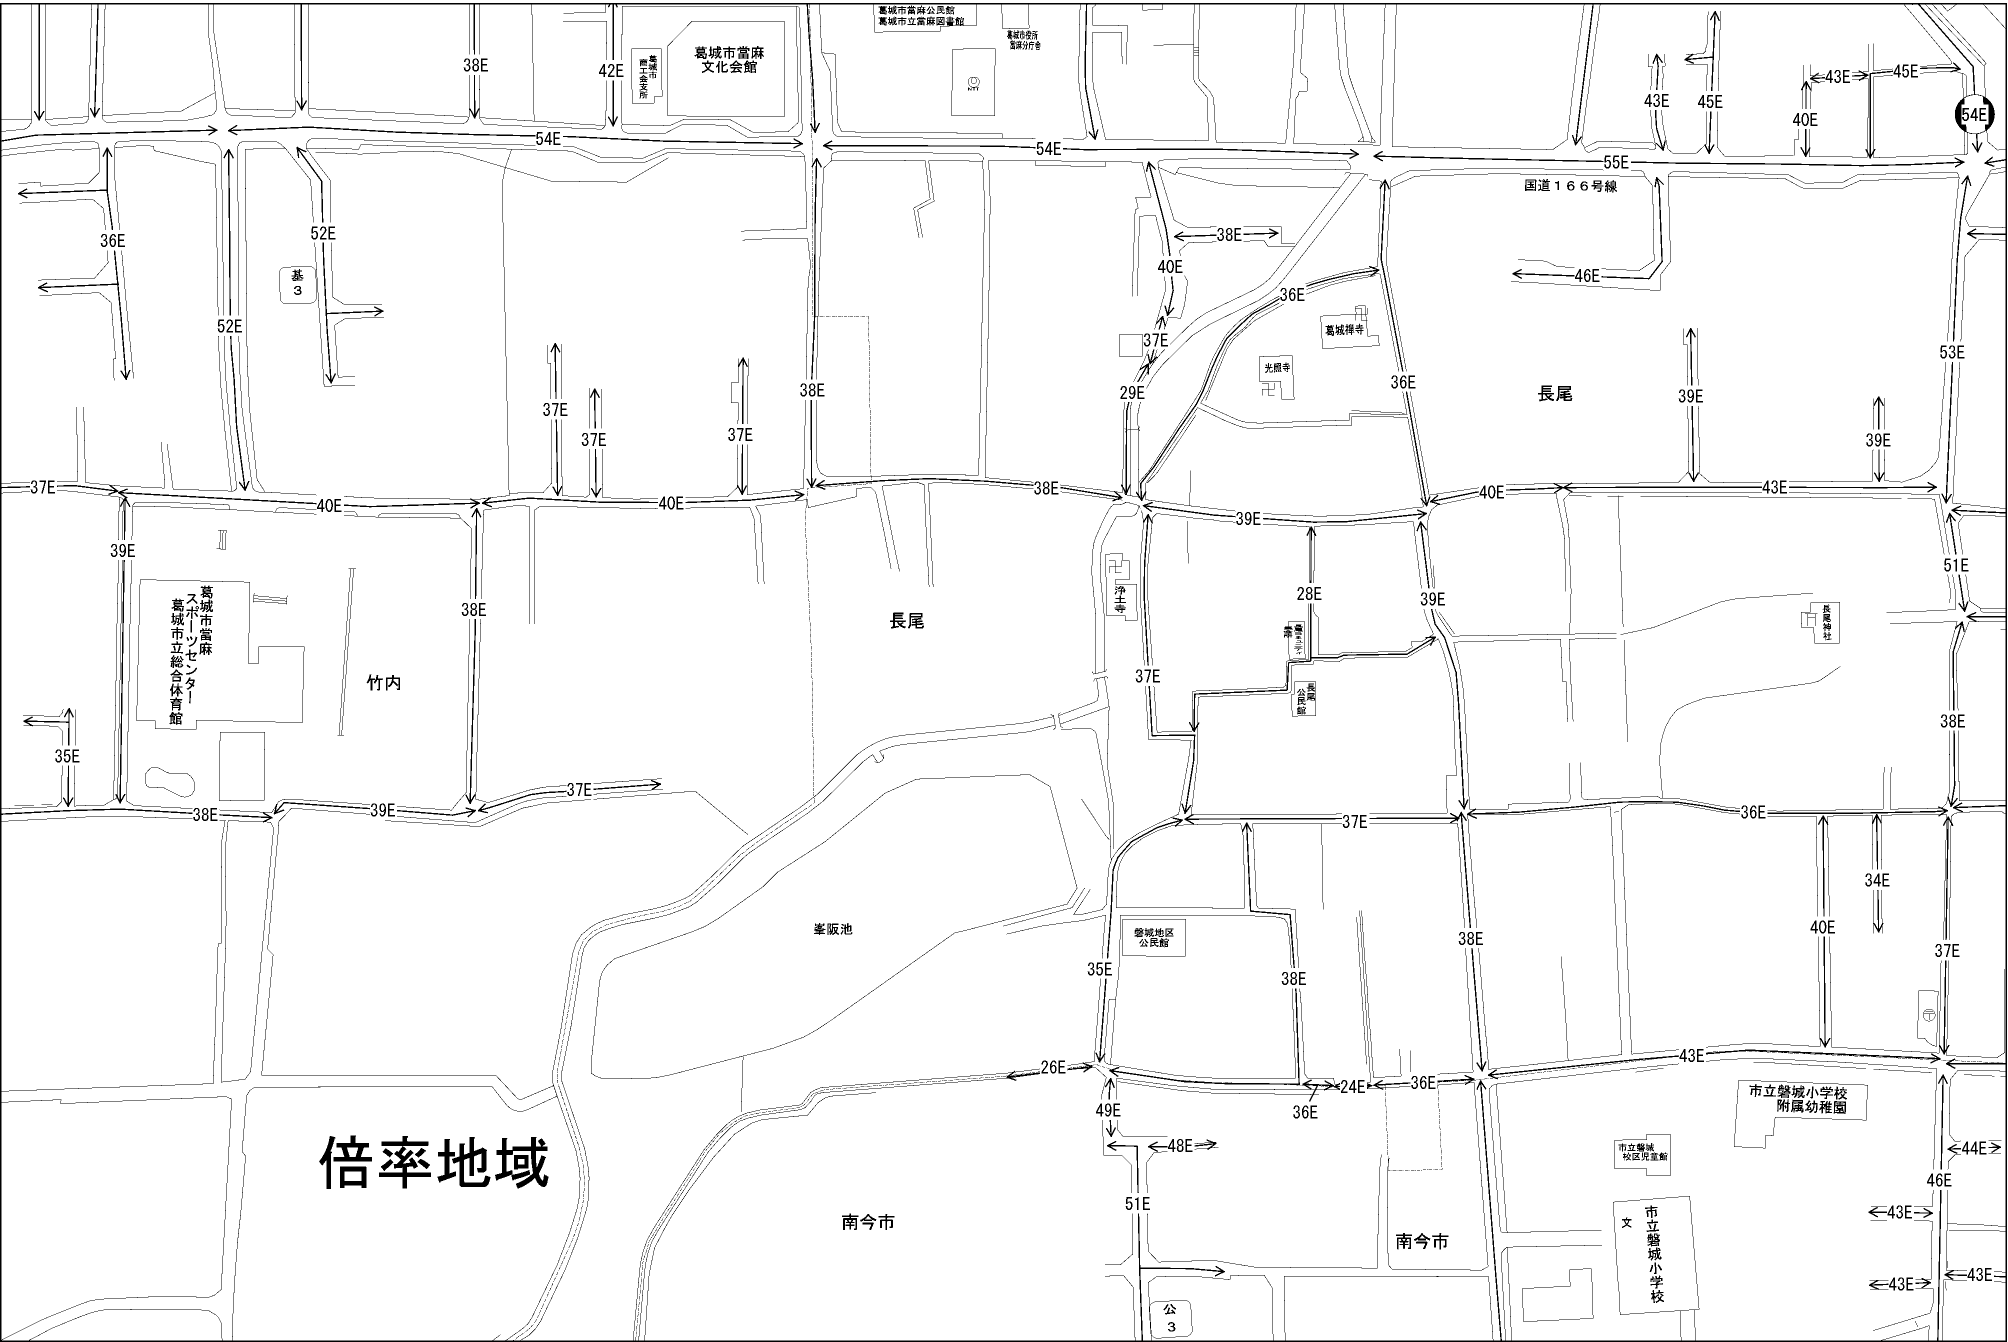 葛城市當麻公民館
葛城市立當麻図書館
葛城市役所
當麻分庁舎
38E
42E
葛城市
商工会支所
葛城市當麻
文化会館
NTT
43E
45E
43E
45E
40E
54E
54E
54E
55E
国道166号線
36E
52E
基
3
52E
38E
40E
46E
36E
37E
葛城禅寺
光照寺
53E
29E
36E
38E
長尾
39E
37E
37E
37E
39E
37E
40E
40E
38E
39E
40E
43E
39E
38E
51E
浄土寺
28E
39E
長尾神社
葛城市當麻
スポーツセンター
葛城市立総合体育館
竹内
長尾
37E
長尾
公民館
38E
35E
38E
39E
37E
37E
36E
34E
40E
37E
峯阪池
磐城地区
公民館
35E
38E
38E
〒
43E
26E
24E
36E
36E
49E
48E
市立磐城小学校
附属幼稚園
市立磐城
校区児童館
44E
46E
倍率地域
51E
南今市
南今市
文
市立磐城小学校
43E
43E
43E
公
3